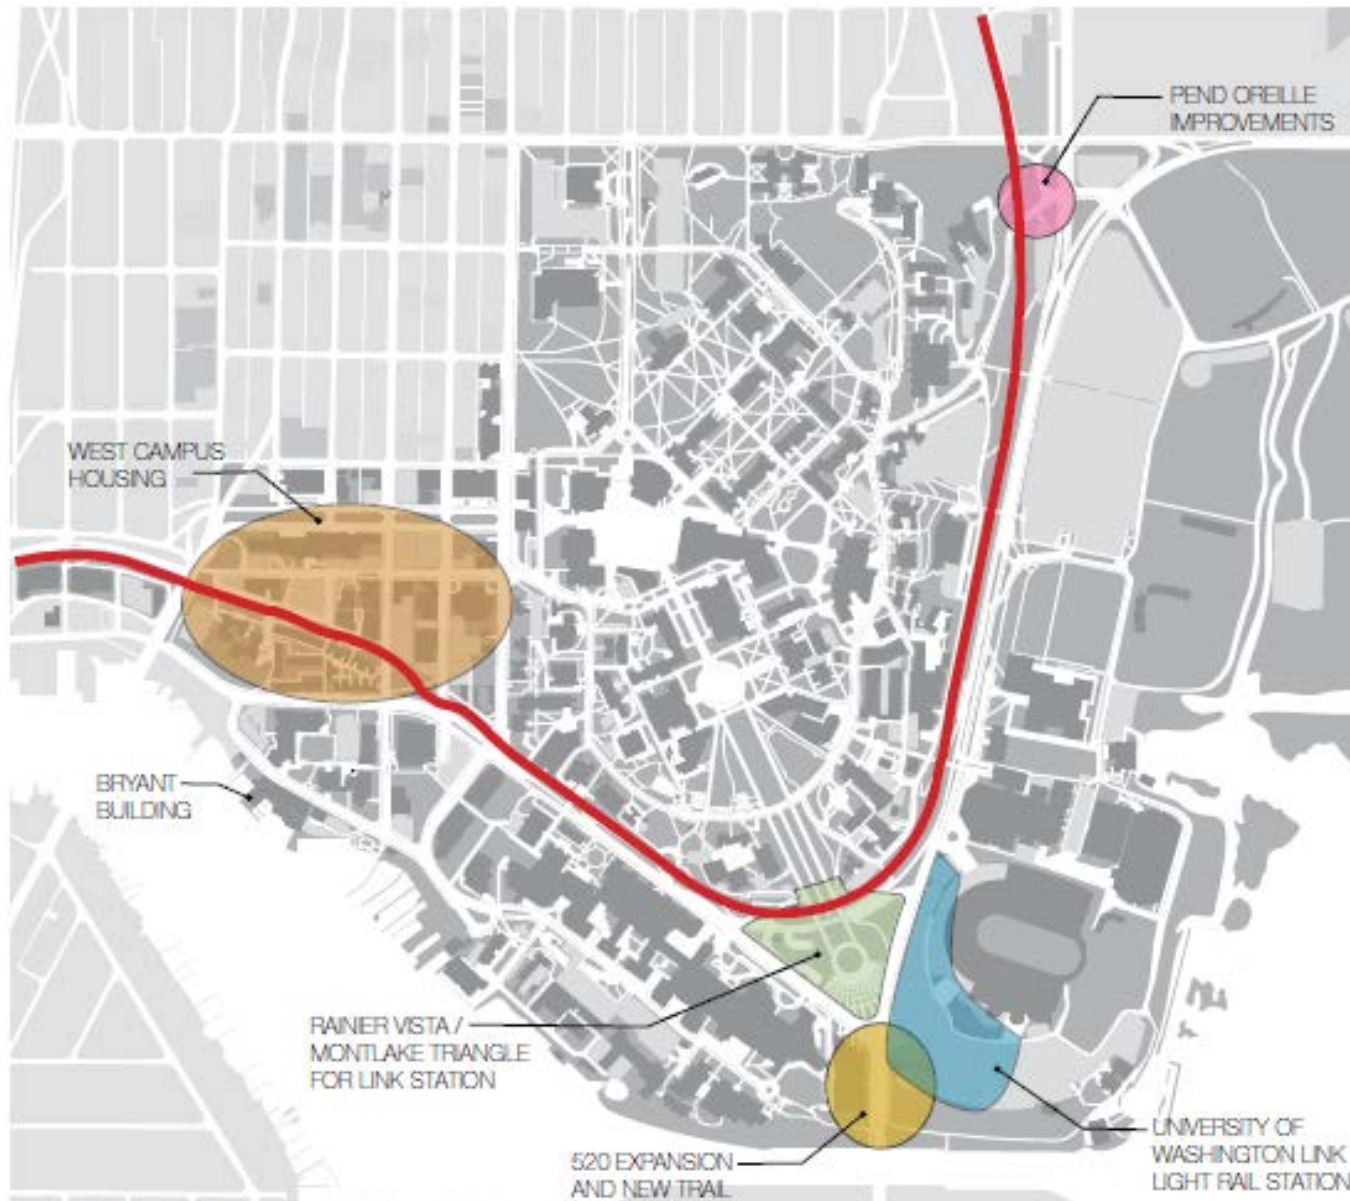 PEND OREILLE
IMPROVEMENTS
WEST CAMPUS
HOUSING
BRYANT
BUILDING
RAINIER VISTA /
MONTLAKE TRIANGLE
FOR LINK STATION
520 EXPANSION
AND NEW TRAIL
UNIVERSITY OF
WASHINGTON LINK
LIGHT RAIL STATION